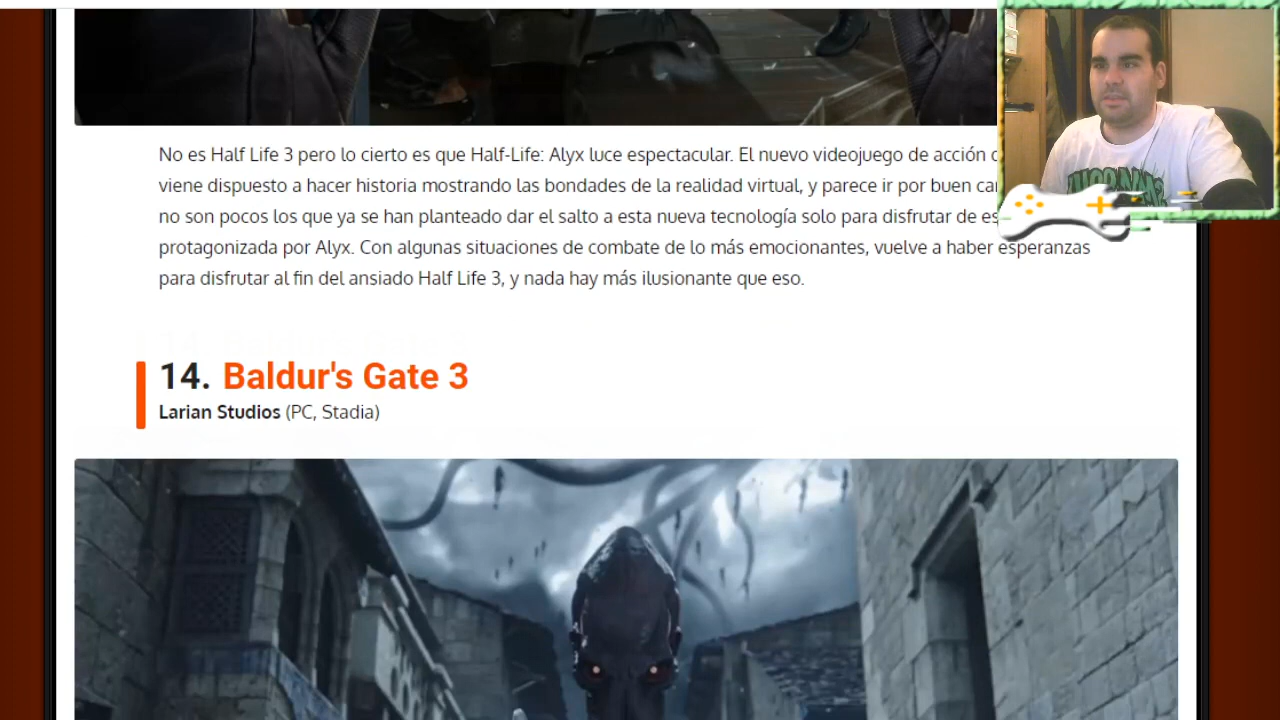 No es Half Life 3 pero lo cierto es que Half-Life: Alyx luce espectacular. El nuevo videojuego de acción
viene dispuesto a hacer historia mostrando las bondades de la realidad virtual, y parece ir por buen
no son pocos los que ya se han planteado dar el salto a esta nueva tecnología solo para disfrutar de
protagonizada por Alyx. Con algunas situaciones de combate de lo más emocionantes, vuelve a haber esperanzas
para disfrutar al fin del ansiado Half Life 3, y nada hay más ilusionante que eso.
14. Baldur's Gate 3
Larian Studios (PC, Stadia)